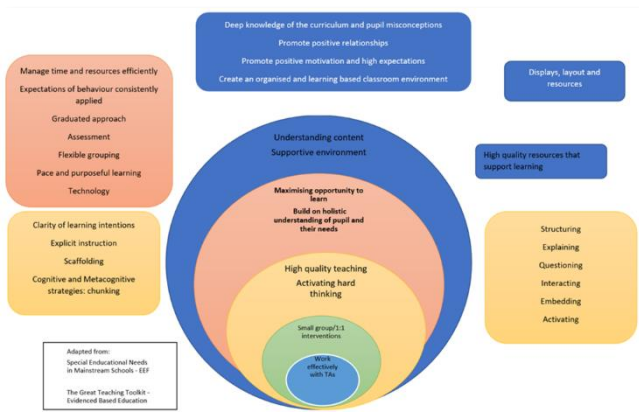 Deep knowledge of the curriculum and pupil misconceptions
Promote positive relationships
Promote positive motivation and high expectations
Create an organised and learning based classroom environment
Manage time and resources efficiently
Expectations of behaviour consistently
applied
Graduated approach
Assessment
Flexible grouping
Pace and purposeful learning
Technology
Displays, layout and
resources
High quality resources that
support learning
Understanding content
Supportive environment
Maximising opportunity to
learn
Build on holistic
understanding of pupil and
their needs
High quality teaching
Activating hard
thinking
Small group/1:1
interventions
Work
effectively
with TAs
Clarity of learning intentions
Explicit instruction
Scaffolding
Cognitive and Metacognitive
strategies: chunking
Structuring
Explaining
Questioning
Interacting
Embedding
Activating
Adapted from:
Special Enducational Needs
in Mainstream Schools - EEF
The Great Teaching Toolkit -
Evidenced Based Education